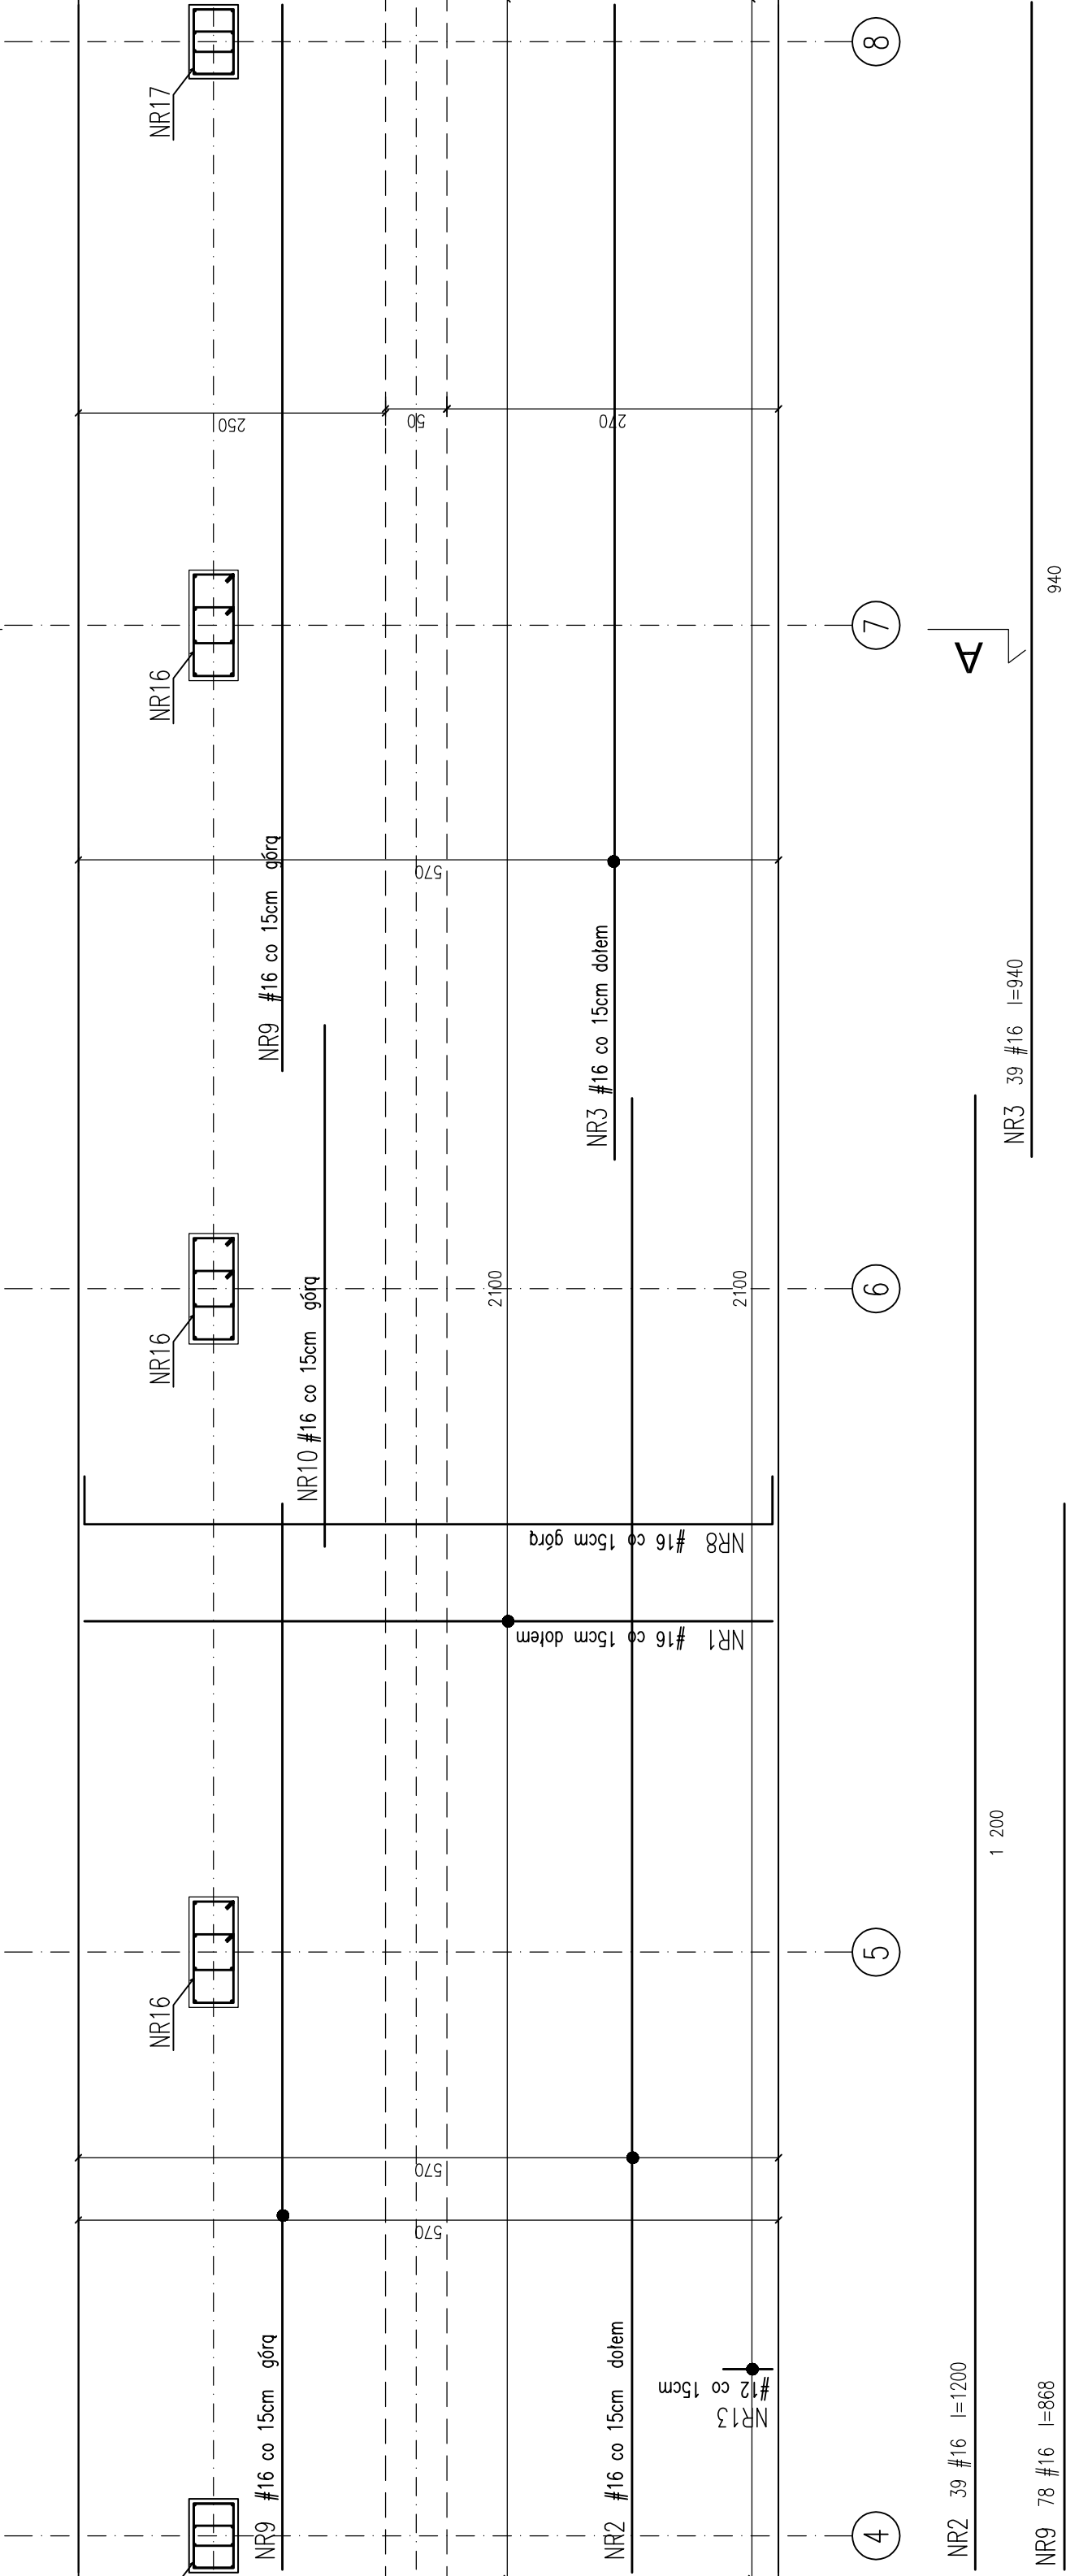 8
NR17
250
50
270
7
NR16
940
A
570
NR9 #16 co 15cm górą
NR3 #16 co 15cm dołem
NR3 39 #16 l=940
6
NR16
2100
2100
NR10 #16 co 15cm górą
NR8 #16 co 15cm górą
NR1 #16 co 15cm dołem
1 200
5
NR16
570
570
NR9 #16 co 15cm górą
NR2 #16 co 15cm dołem
NR13
#12 co 15cm
4
NR2 39 #16 l=1200
NR9 78 #16 l=868